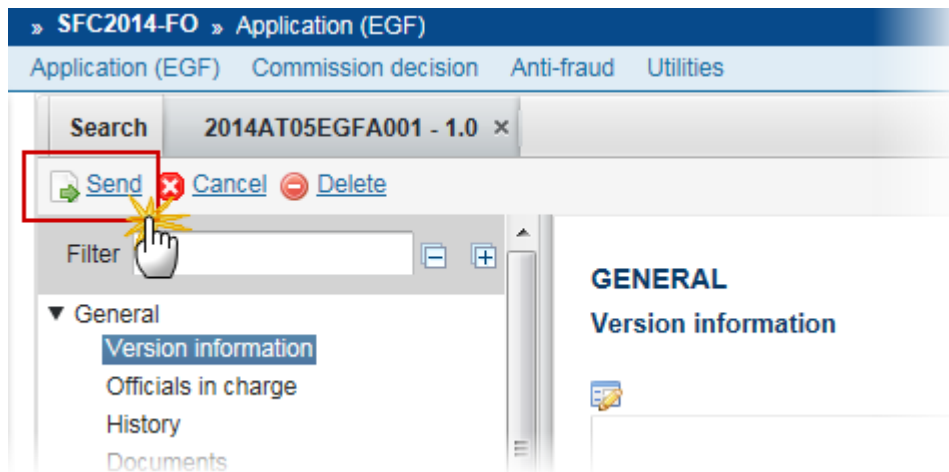 » SFC2014-FO » Application (EGF)
Application (EGF) Commission decision Anti-fraud Utilities
Search 2014AT05EGFA001 - 1.0 ×
Send Cancel Delete
Filter
▼ General
Version information
Officials in charge
History
Documents
GENERAL
Version information